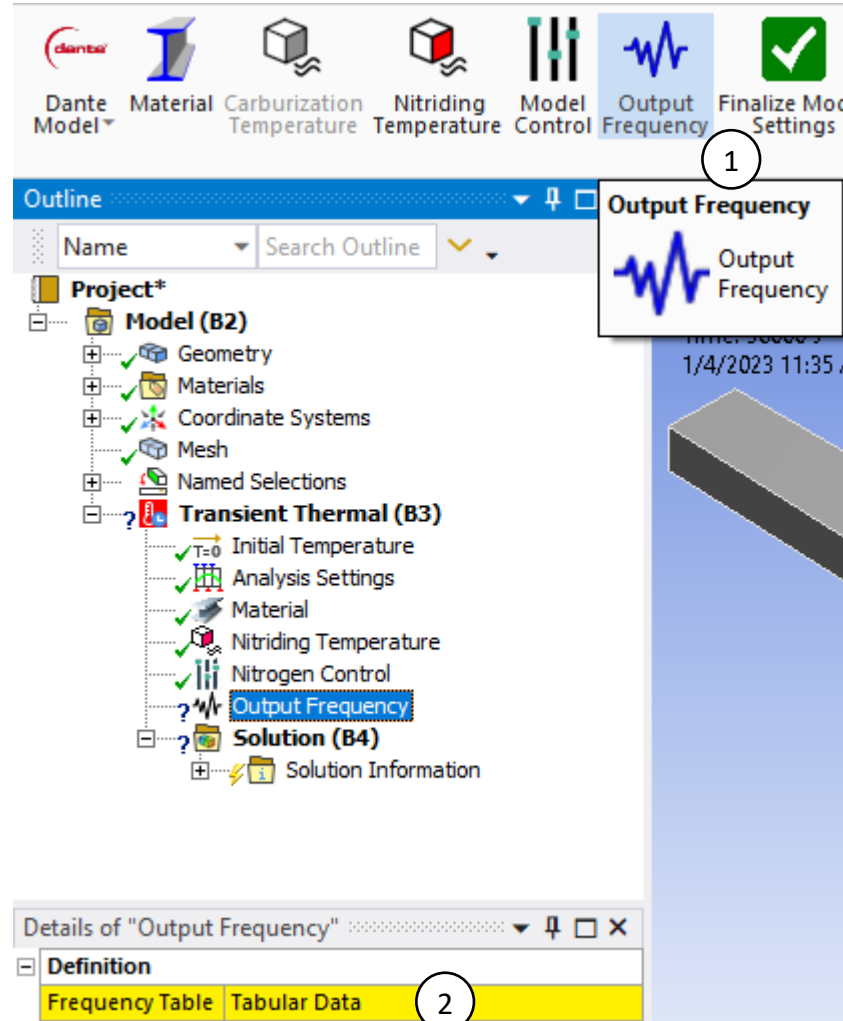 dante
Dante Model
Material
Carburization Temperature
Nitriding Temperature
Model Control
Output Frequency
Finalize Mod
Settings
1
Outline
Output Frequency
Name
Search Outline
Output
Frequency
Project*
Model (B2)
Geometry
1/4/2023 11:35
Materials
Coordinate Systems
Mesh
Named Selections
Transient Thermal (B3)
T=0 Initial Temperature
Analysis Settings
Material
Nitriding Temperature
Nitrogen Control
? Output Frequency
? Solution (B4)
Solution Information
Details of "Output Frequency"
Definition
Frequency Table Tabular Data
2